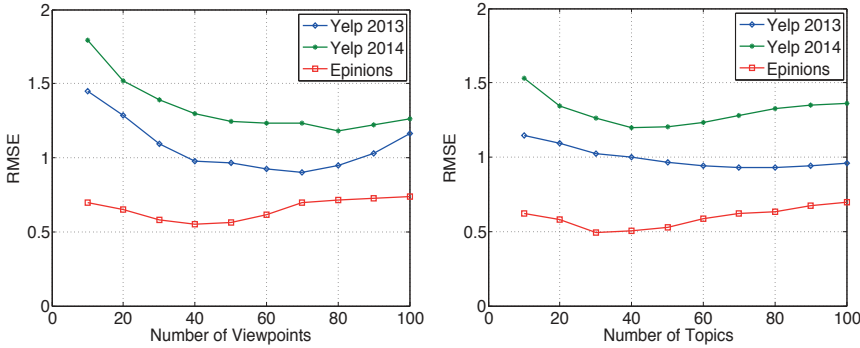 2
1.5
1
0.5
0
RMSE
0
20
40
60
80
100
Number of Viewpoints
Yelp 2013
Yelp 2014
Epinions
2
1.5
1
0.5
0
RMSE
0
20
40
60
80
100
Number of Topics
Yelp 2013
Yelp 2014
Epinions